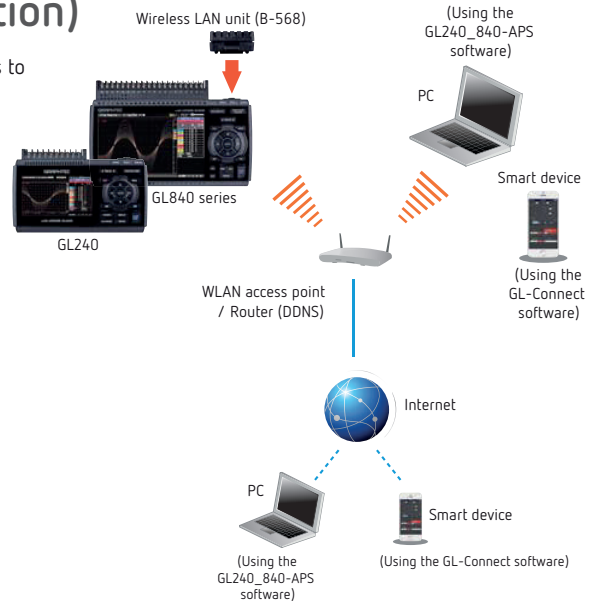 tion)
s to
Wireless LAN unit (B-568)
(Using the
GL240_840-APS
software)
PC
GRAPHTEC
GL840 series
GL240
Smart device
(Using the
GL-Connect
software)
WLAN access point
/ Router (DDNS)
Internet
PC
(Using the
GL240_840-APS
software)
Smart device
(Using the GL-Connect software)